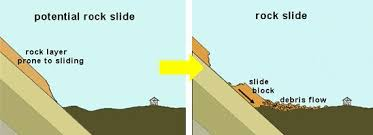 potential rock slide
rock layer
prone to sliding
rock slide
slide
block
debris flow